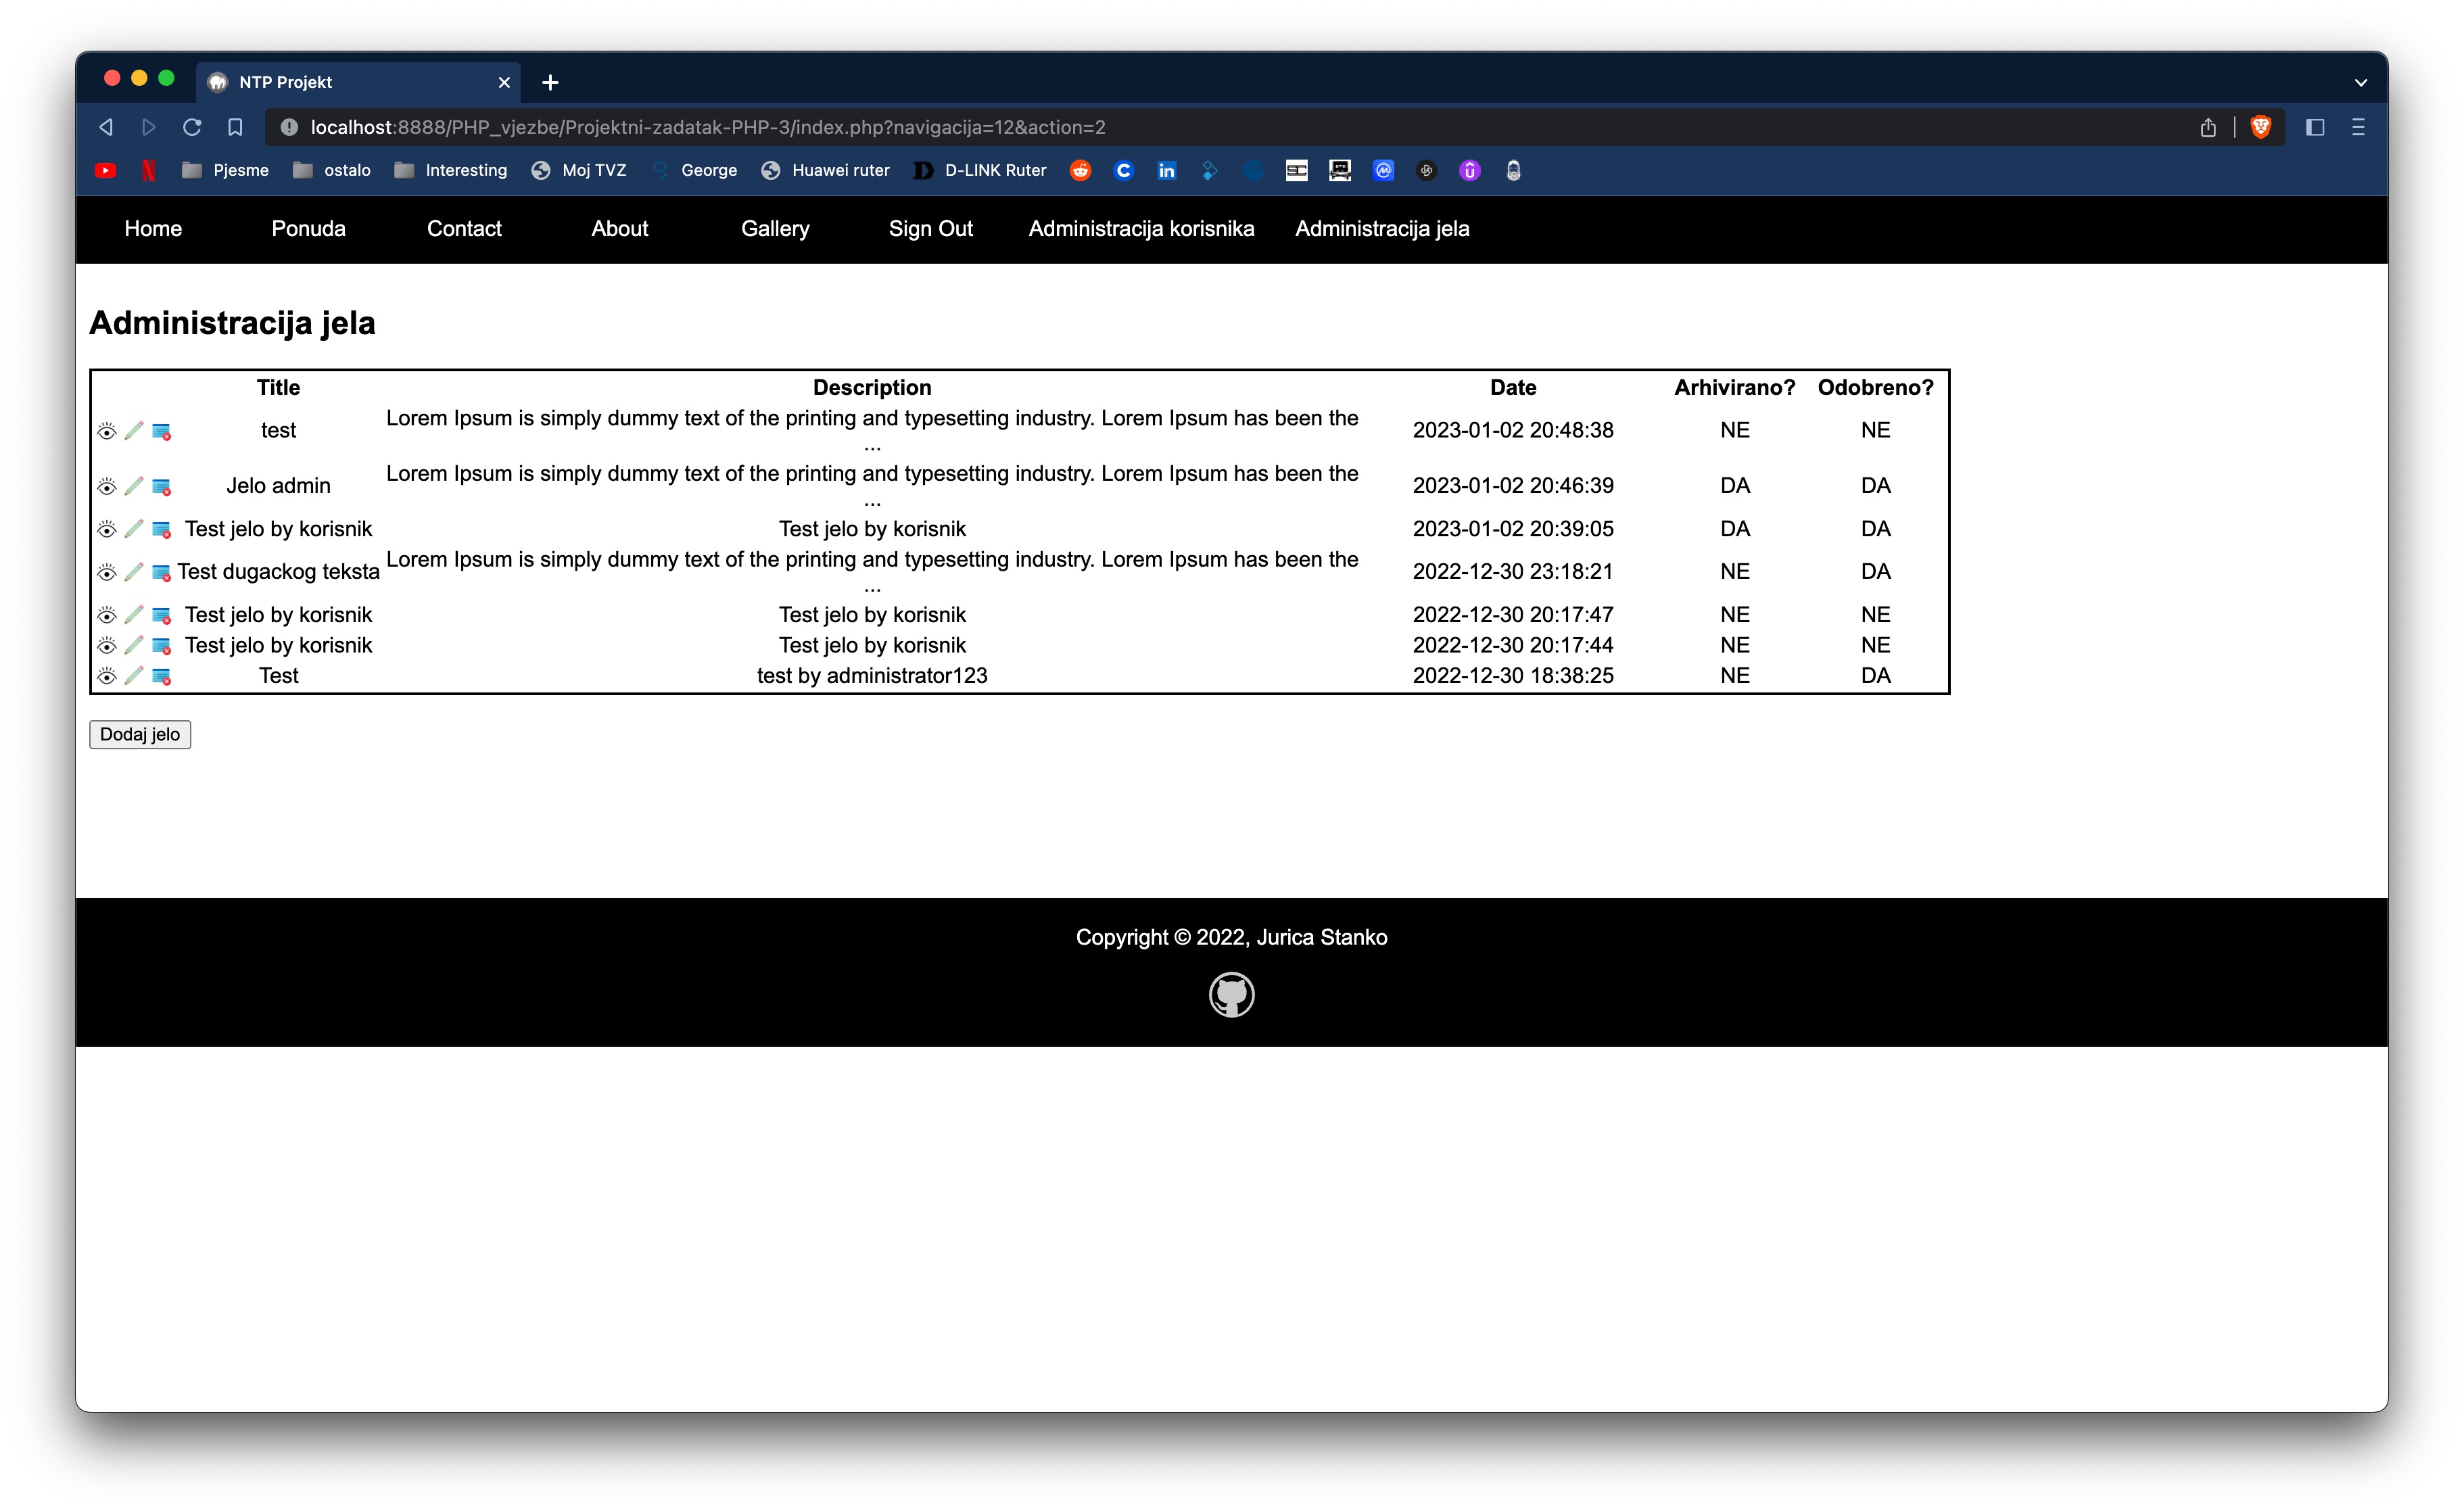 NTP Projekt
localhost:8888/PHP_vjezbe/Projektni-zadatak-PHP-3/index.php?navigacija=12&action=2
Pjesme ostalo Interesting Moj TVZ George Huawei ruter D-LINK Ruter
Home Ponuda Contact About Gallery Sign Out Administracija korisnika Administracija jela
Administracija jela
Title Description Date Arhivirano? Odobreno?
test Lorem Ipsum is simply dummy text of the printing and typesetting industry. Lorem Ipsum has been the 2023-01-02 20:48:38 NE NE
...
Jelo admin Lorem Ipsum is simply dummy text of the printing and typesetting industry. Lorem Ipsum has been the 2023-01-02 20:46:39 DA DA
...
Test jelo by korisnik Test jelo by korisnik 2023-01-02 20:39:05 DA DA
Test dugackog teksta Lorem Ipsum is simply dummy text of the printing and typesetting industry. Lorem Ipsum has been the 2022-12-30 23:18:21 NE DA
...
Test jelo by korisnik Test jelo by korisnik 2022-12-30 20:17:47 NE NE
Test jelo by korisnik Test jelo by korisnik 2022-12-30 20:17:44 NE NE
Test test by administrator123 2022-12-30 18:38:25 NE DA
Dodaj jelo
Copyright © 2022, Jurica Stanko